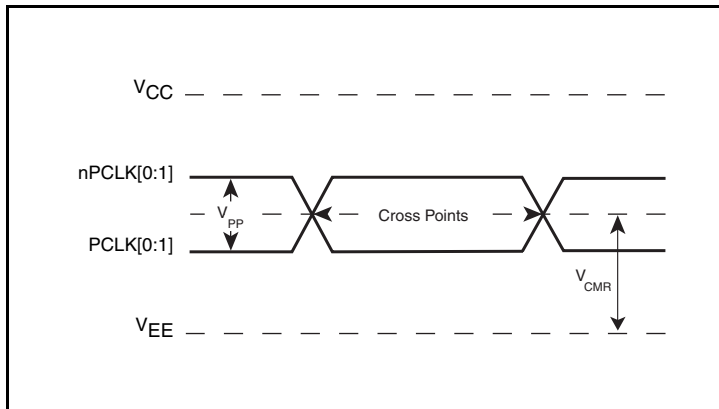 VCC
nPCLK[0:1]
VPP
Cross Points
PCLK[0:1]
VCMR
VEE